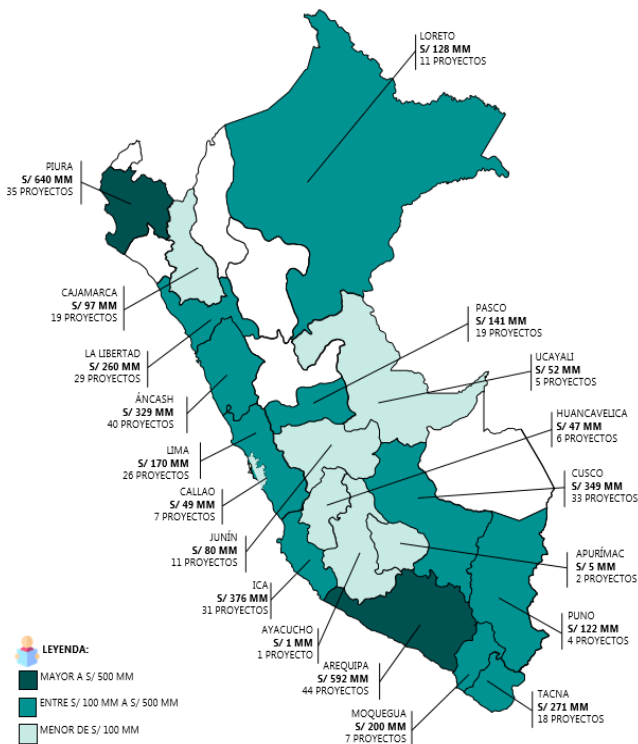 LORETO
S/ 128 MM
11 PROYECTOS
PIURA
S/ 640 MM
35 PROYECTOS
CAJAMARCA
S/ 97 MM
19 PROYECTOS
PASCO
S/ 141 MM
19 PROYECTOS
LA LIBERTAD
S/ 260 MM
29 PROYECTOS
UCAYALI
S/ 52 MM
5 PROYECTOS
ÁNCASH
S/ 329 MM
40 PROYECTOS
HUANCAVELICA
S/ 47 MM
6 PROYECTOS
LIMA
S/ 170 MM
26 PROYECTOS
CUSCO
S/ 349 MM
33 PROYECTOS
CALLAO
S/ 49 MM
7 PROYECTOS
JUNÍN
S/ 80 MM
11 PROYECTOS
APURÍMAC
S/ 5 MM
2 PROYECTOS
ICA
S/ 376 MM
31 PROYECTOS
PUNO
S/ 122 MM
4 PROYECTOS
AYACUCHO
S/ 1 MM
1 PROYECTO
AREQUIPA
S/ 592 MM
44 PROYECTOS
TACNA
S/ 271 MM
18 PROYECTOS
MOQUEGUA
S/ 200 MM
7 PROYECTOS
LEYENDA:
MAYOR A S/ 500 MM
ENTRE S/ 100 MM A S/ 500 MM
MENOR DE S/ 100 MM